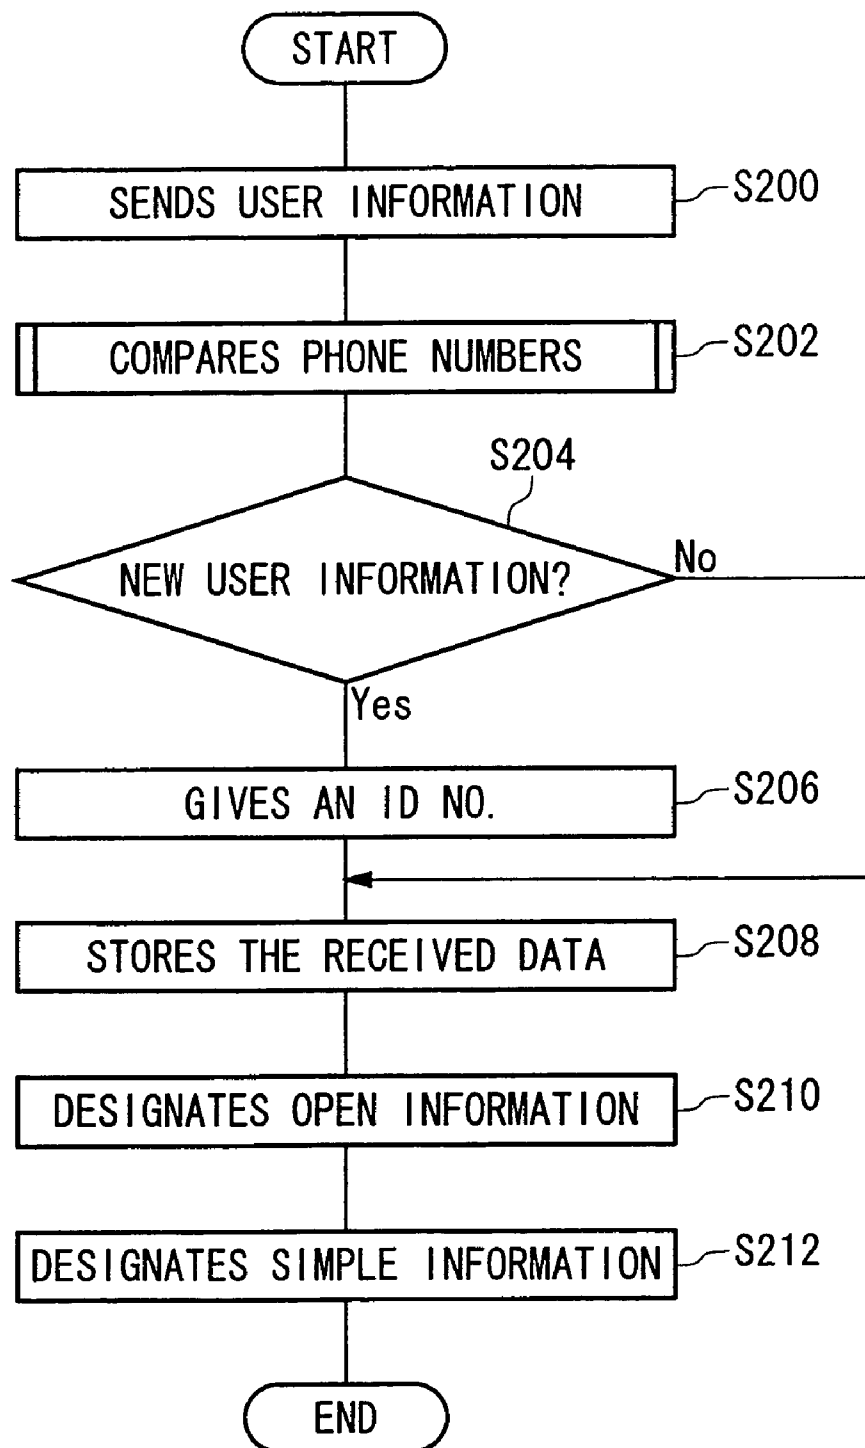 START
SENDS USER INFORMATION
S200
COMPARES PHONE NUMBERS
S202
S204
NEW USER INFORMATION?
No
Yes
GIVES AN ID NO.
S206
STORES THE RECEIVED DATA
S208
DESIGNATES OPEN INFORMATION
S210
DESIGNATES SIMPLE INFORMATION
S212
END